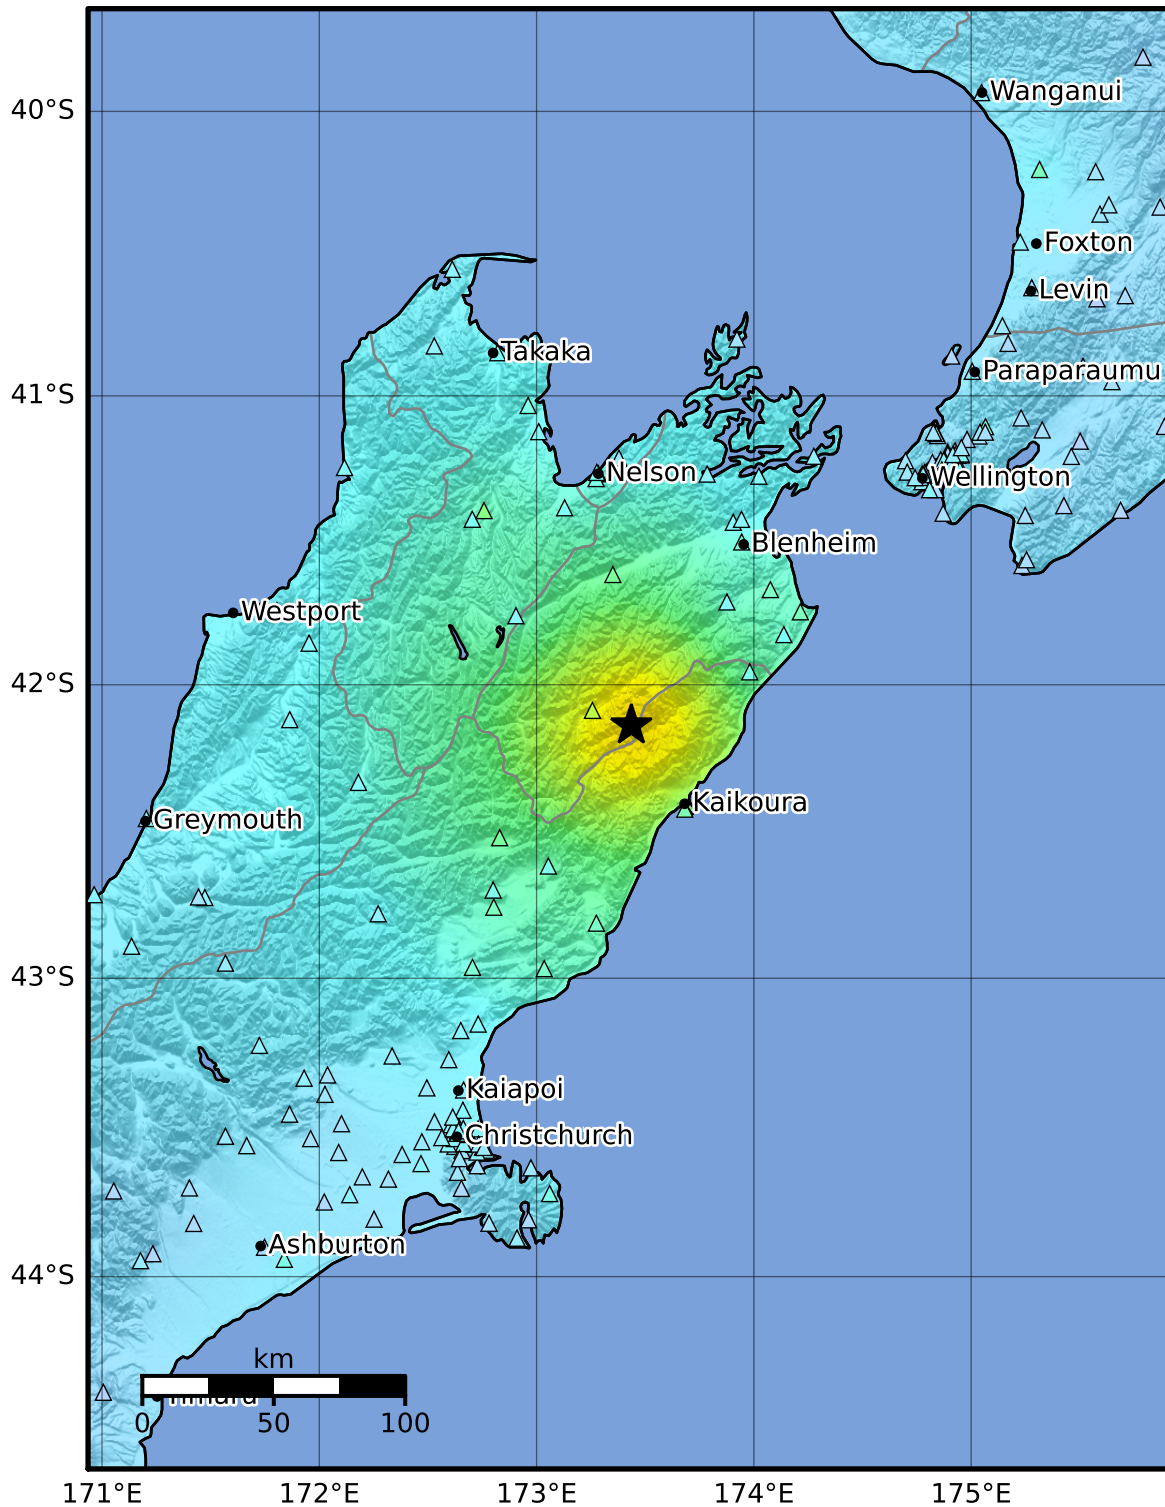 40°S
Wanganui
Foxton
Levin
Takaka
Paraparaumu
41°S
Nelson
Wellington
Blenheim
Westport
42°S
Kaikoura
Greymouth
43°S
Kaiapoi
Christchurch
Ashburton
44°S
km
0 50 100
171°E 172°E 173°E 174°E 175°E